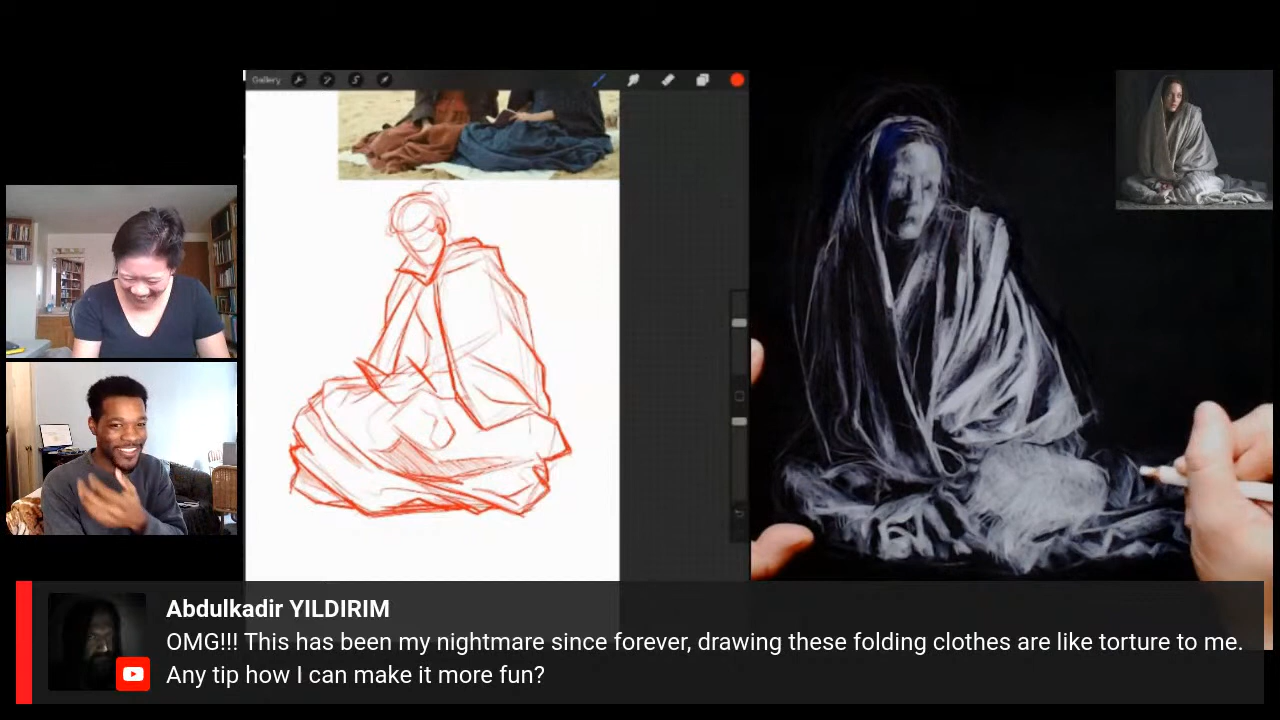 Gallery
Abdulkadir YILDIRIM
OMG!!! This has been my nightmare since forever, drawing these folding clothes are like torture to me.
Any tip how I can make it more fun?